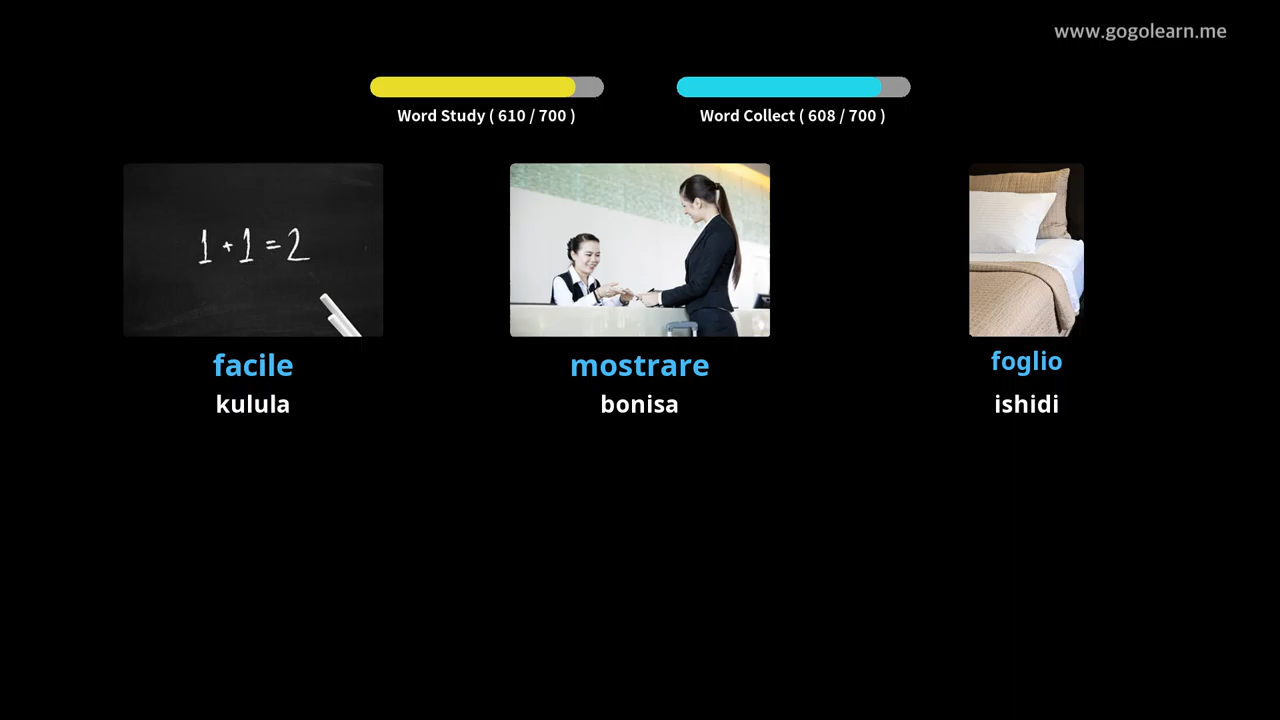 www.gogolearn.me
Word Study ( 610 / 700 )
Word Collect ( 608 / 700 )
1 + 1 = 2
facile
mostrare
foglio
kulula
bonisa
ishidi